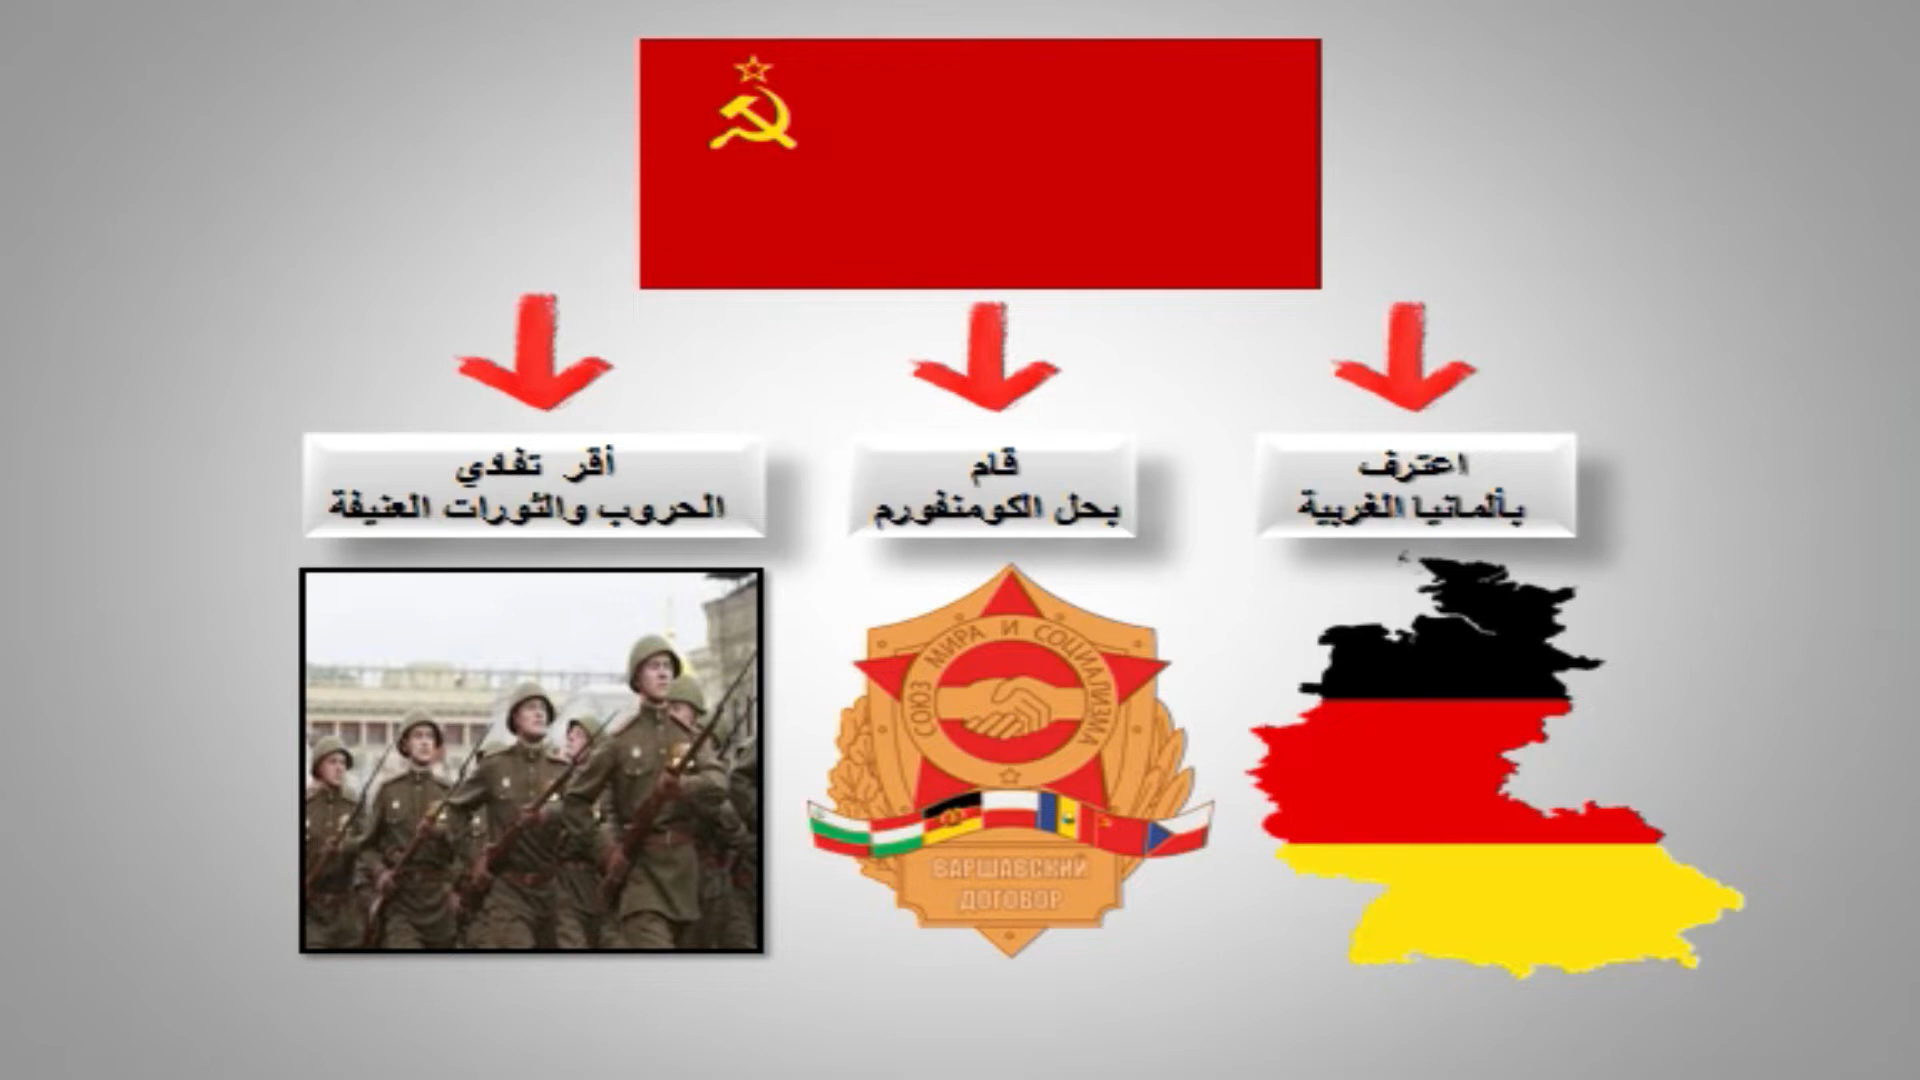 اعترف
بألمانيا الغربية
قام
بحل الكومنفورم
أقر تفادي
الحروب والثورات العنيفة
СОЮЗ МИРА И СОЦИАЛИЗМА
ВАРШАВСКИЙ
ДОГОВОР